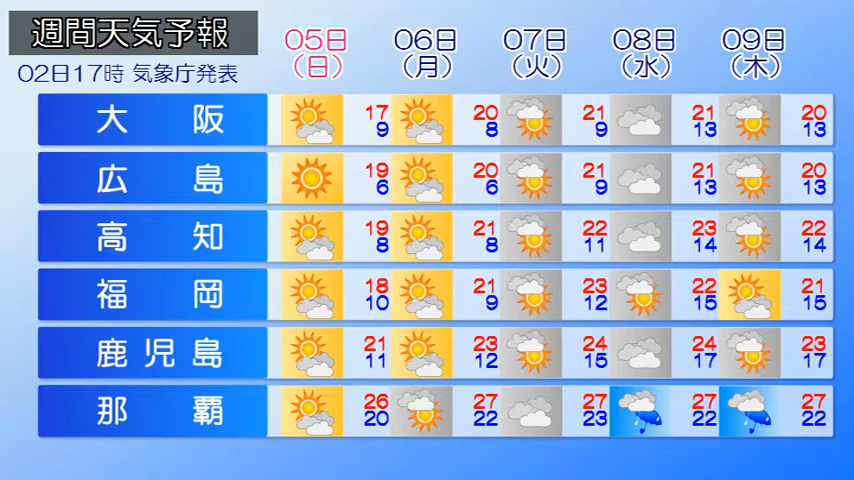 週間天気予報
02日17時 気象庁発表
05日 06日 07日 08日 09日
(日) (月) (火) (水) (木)
大阪 17 20 21 21 20
9 8 9 13 13
広島 19 20 21 21 20
6 6 9 13 13
高知 19 21 22 23 22
8 8 11 14 14
福岡 18 21 23 22 21
10 9 12 15 15
鹿児島 21 23 24 24 23
11 12 15 17 17
那覇 26 27 27 27 27
20 22 23 22 22